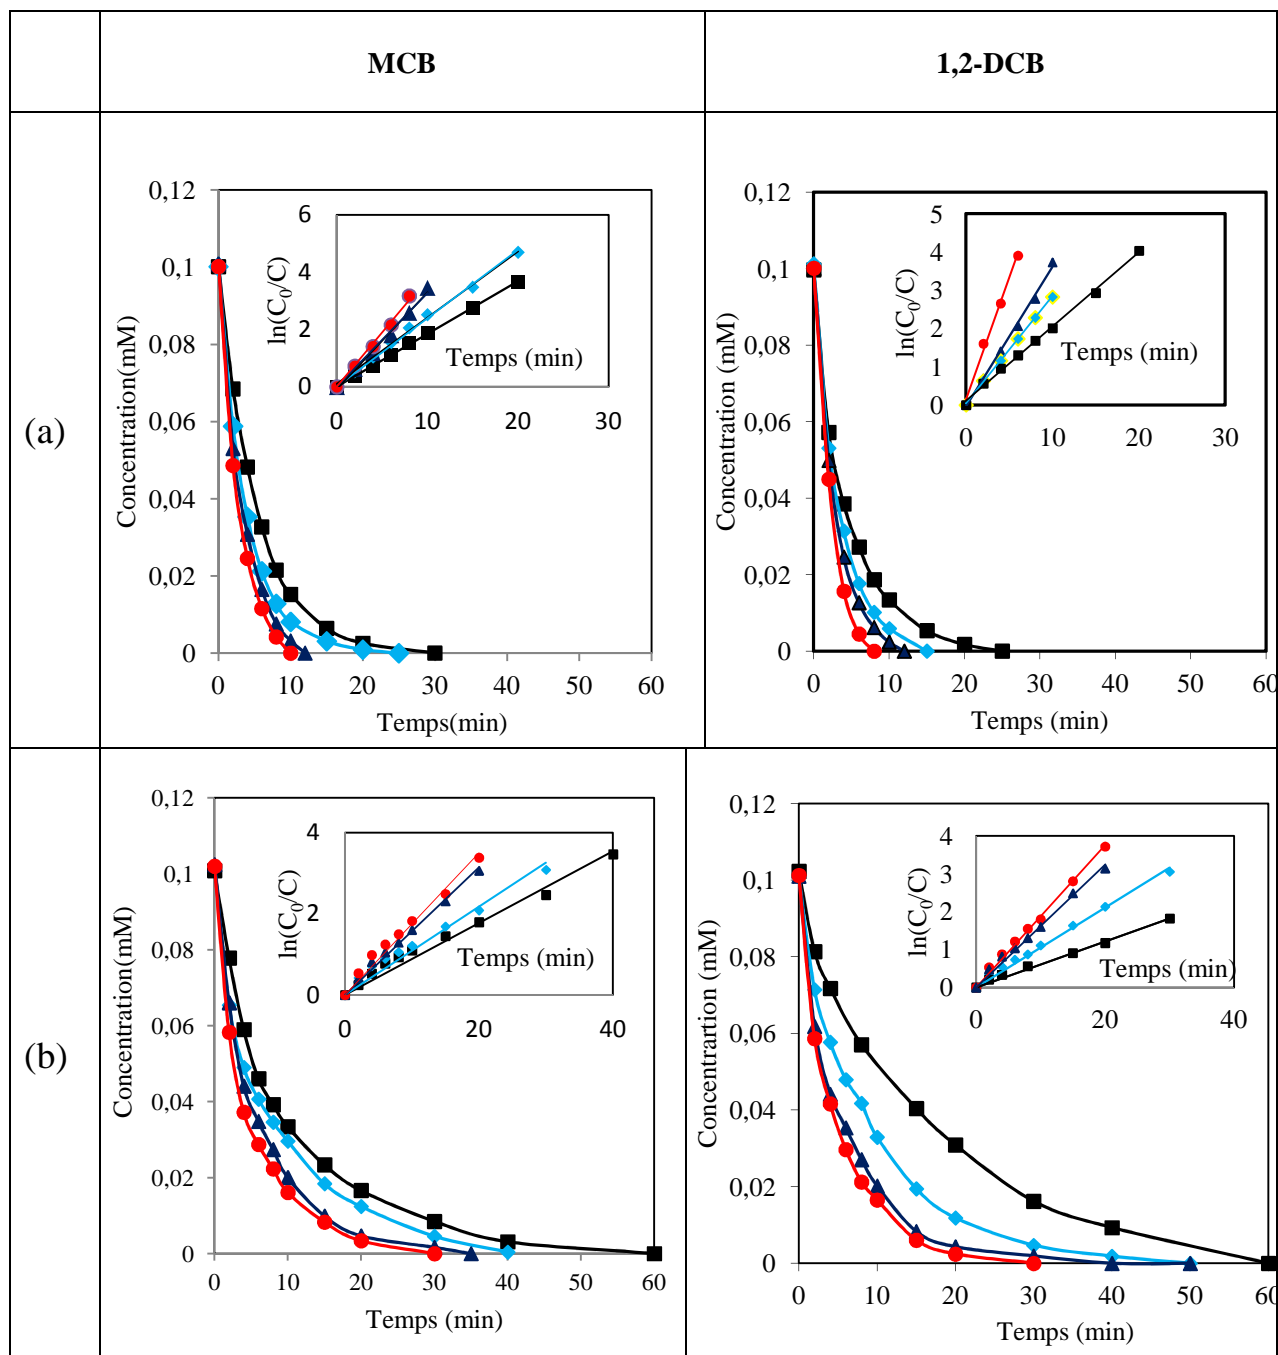 MCB
1,2-DCB
(a)
0,12
0,1
0,08
0,06
0,04
0,02
0
Concentration(mM)
0 10 20 30 40 50 60
Temps(min)
6
4
2
0
ln(C₀/C)
Temps (min)
0 10 20 30
0,12
0,1
0,08
0,06
0,04
0,02
0
Concentration (mM)
0 10 20 30 40 50 60
Temps (min)
5
4
3
2
1
0
ln(C₀/C)
Temps (min)
0 10 20 30
(b)
0,12
0,1
0,08
0,06
0,04
0,02
0
Concentration(mM)
0 10 20 30 40 50 60
Temps (min)
4
2
0
ln(C₀/C)
Temps (min)
0 20 40
0,12
0,1
0,08
0,06
0,04
0,02
0
Concentrartion (mM)
0 10 20 30 40 50 60
Temps (min)
4
3
2
1
0
ln(C₀/C)
Temps (min)
0 20 40